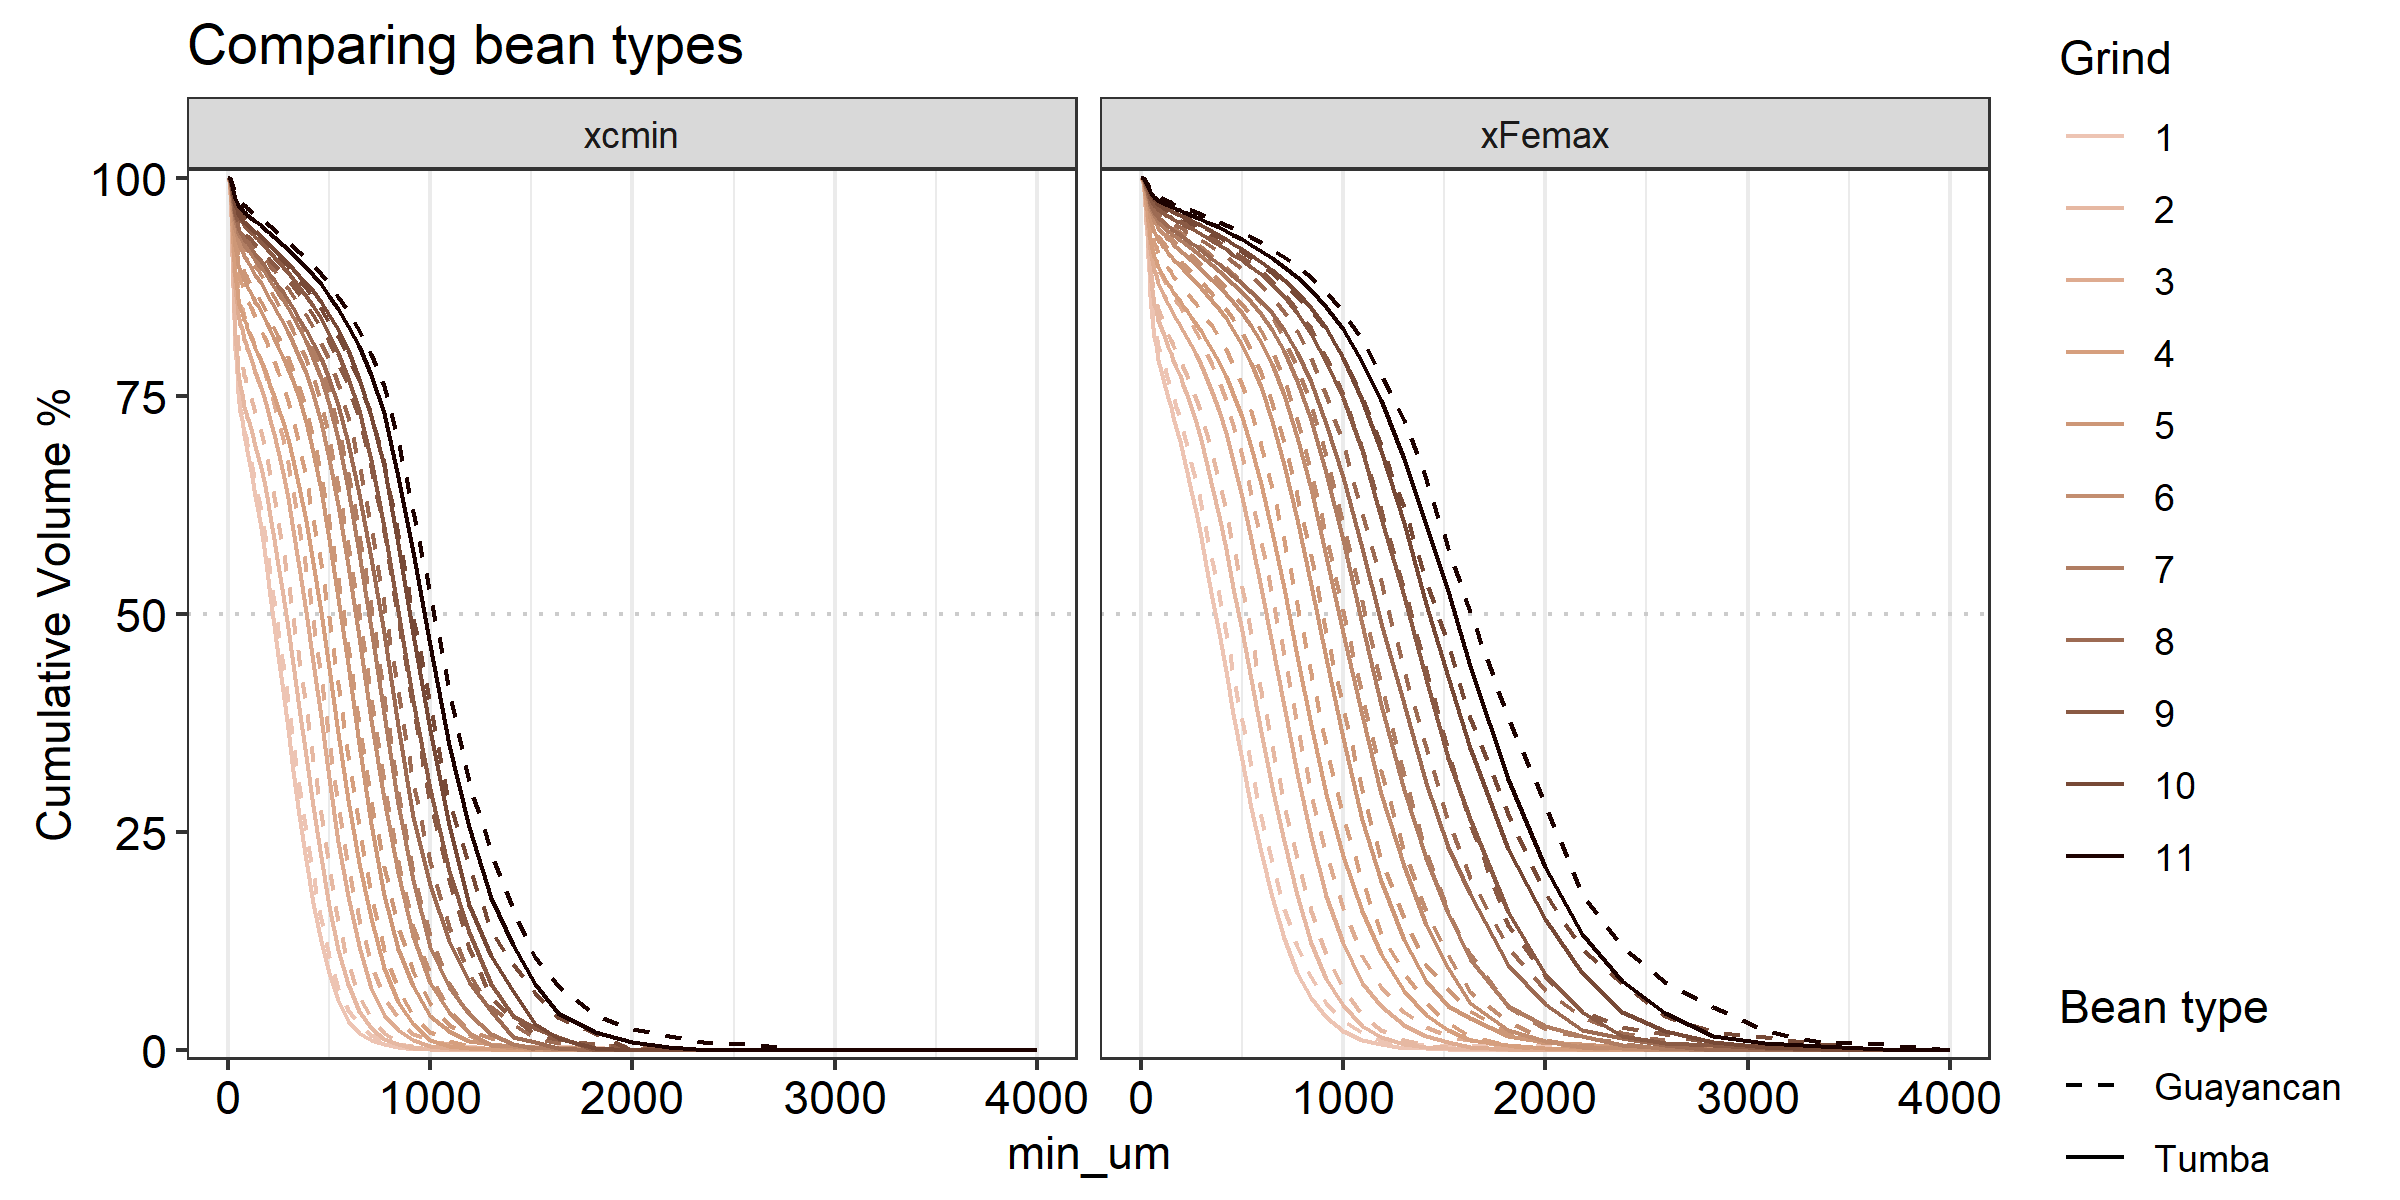 Comparing bean types
xcmin
xFemax
Cumulative Volume %
100
75
50
25
0
0 1000 2000 3000 4000
0 1000 2000 3000 4000
min_um
Grind
1
2
3
4
5
6
7
8
9
10
11
Bean type
Guayancan
Tumba